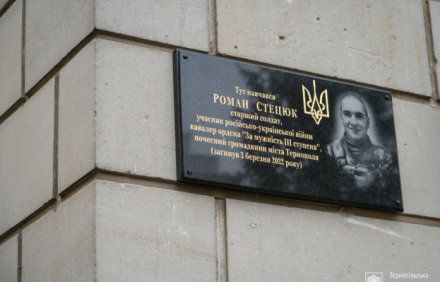 Тут навчався
РОМАН СТЕЦЮК
старший солдат,
учасник російсько-української війни
кавалер ордена "За мужність ІІІ ступеня",
почесний громадянин міста Тернополя
(загинув 3 березня 2022 року)
Тернопільська